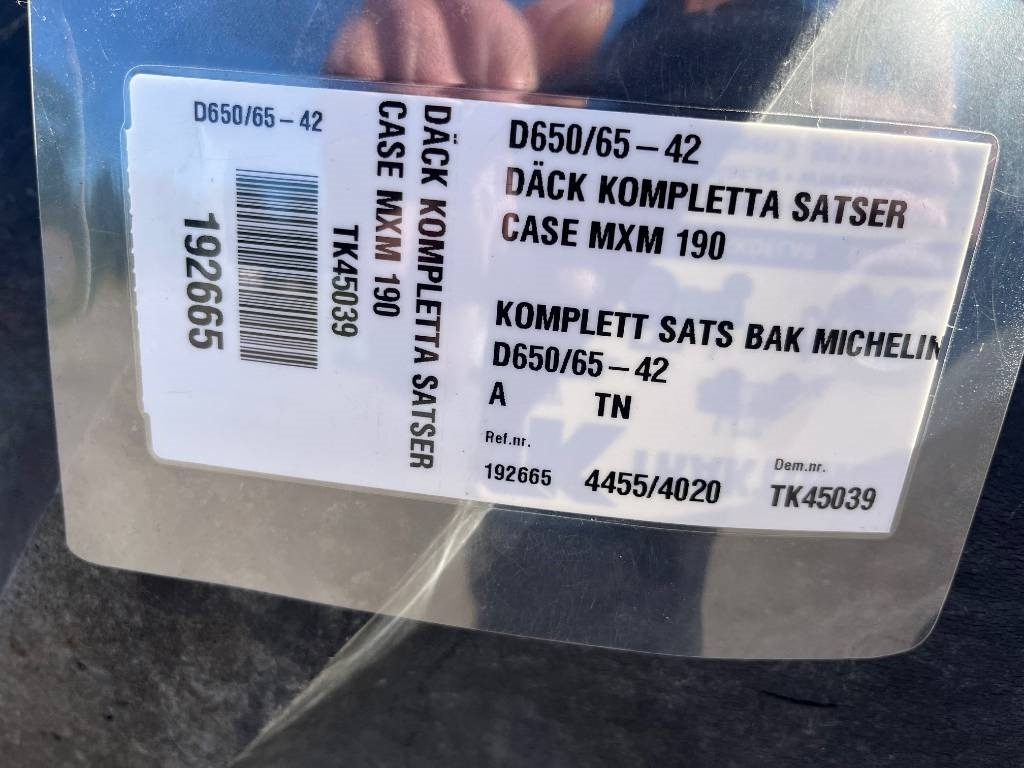 D650/65-42
192665
TK45039
CASE MXM 190
DÄCK KOMPLETTA SATSER
D650/65-42
DÄCK KOMPLETTA SATSER
CASE MXM 190
KOMPLETT SATS BAK MICHELIN
D650/65-42
A TN
Ref.nr.
192665 4455/4020
Dem.nr.
TK45039